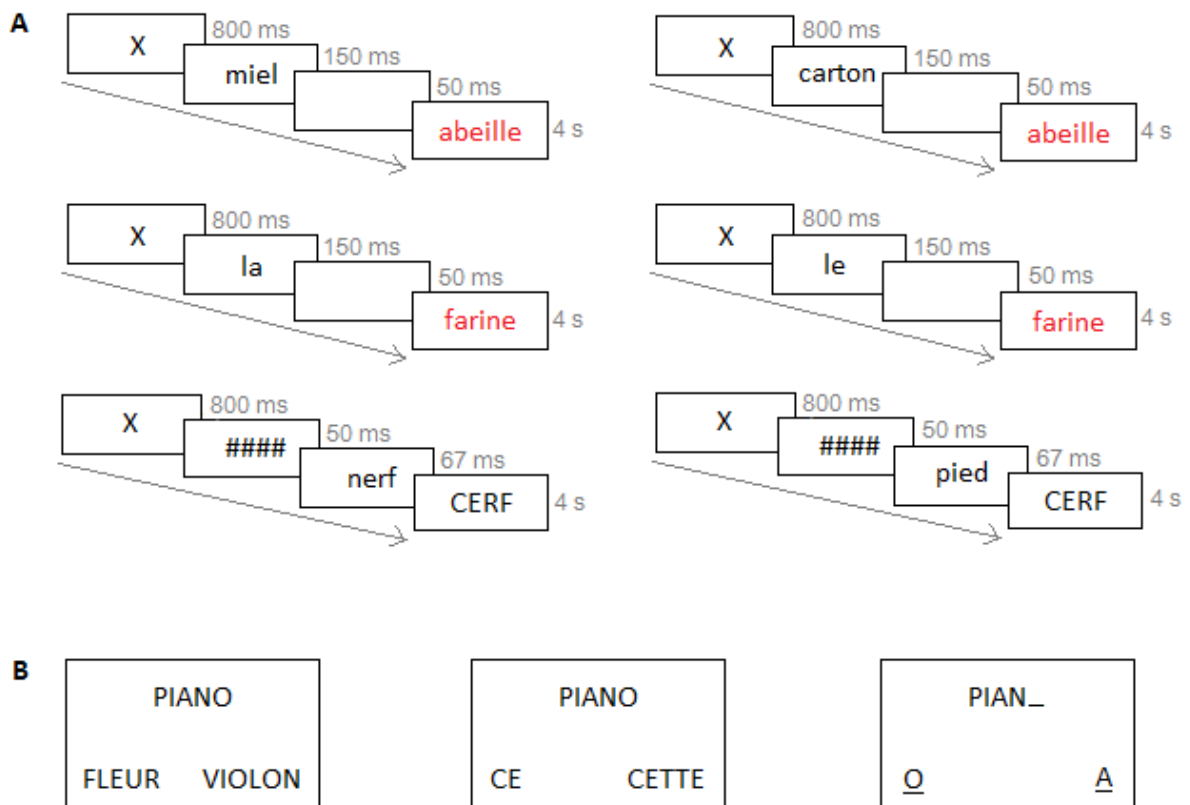 A
X 800 ms
miel 150 ms
50 ms
abeille 4 s
X 800 ms
carton 150 ms
50 ms
abeille 4 s
X 800 ms
la 150 ms
50 ms
farine 4 s
X 800 ms
le 150 ms
50 ms
farine 4 s
X 800 ms
#### 50 ms
nerf 67 ms
CERF 4 s
X 800 ms
#### 50 ms
pied 67 ms
CERF 4 s
B
PIANO
FLEUR VIOLON
PIANO
CE CETTE
PIAN_
O A